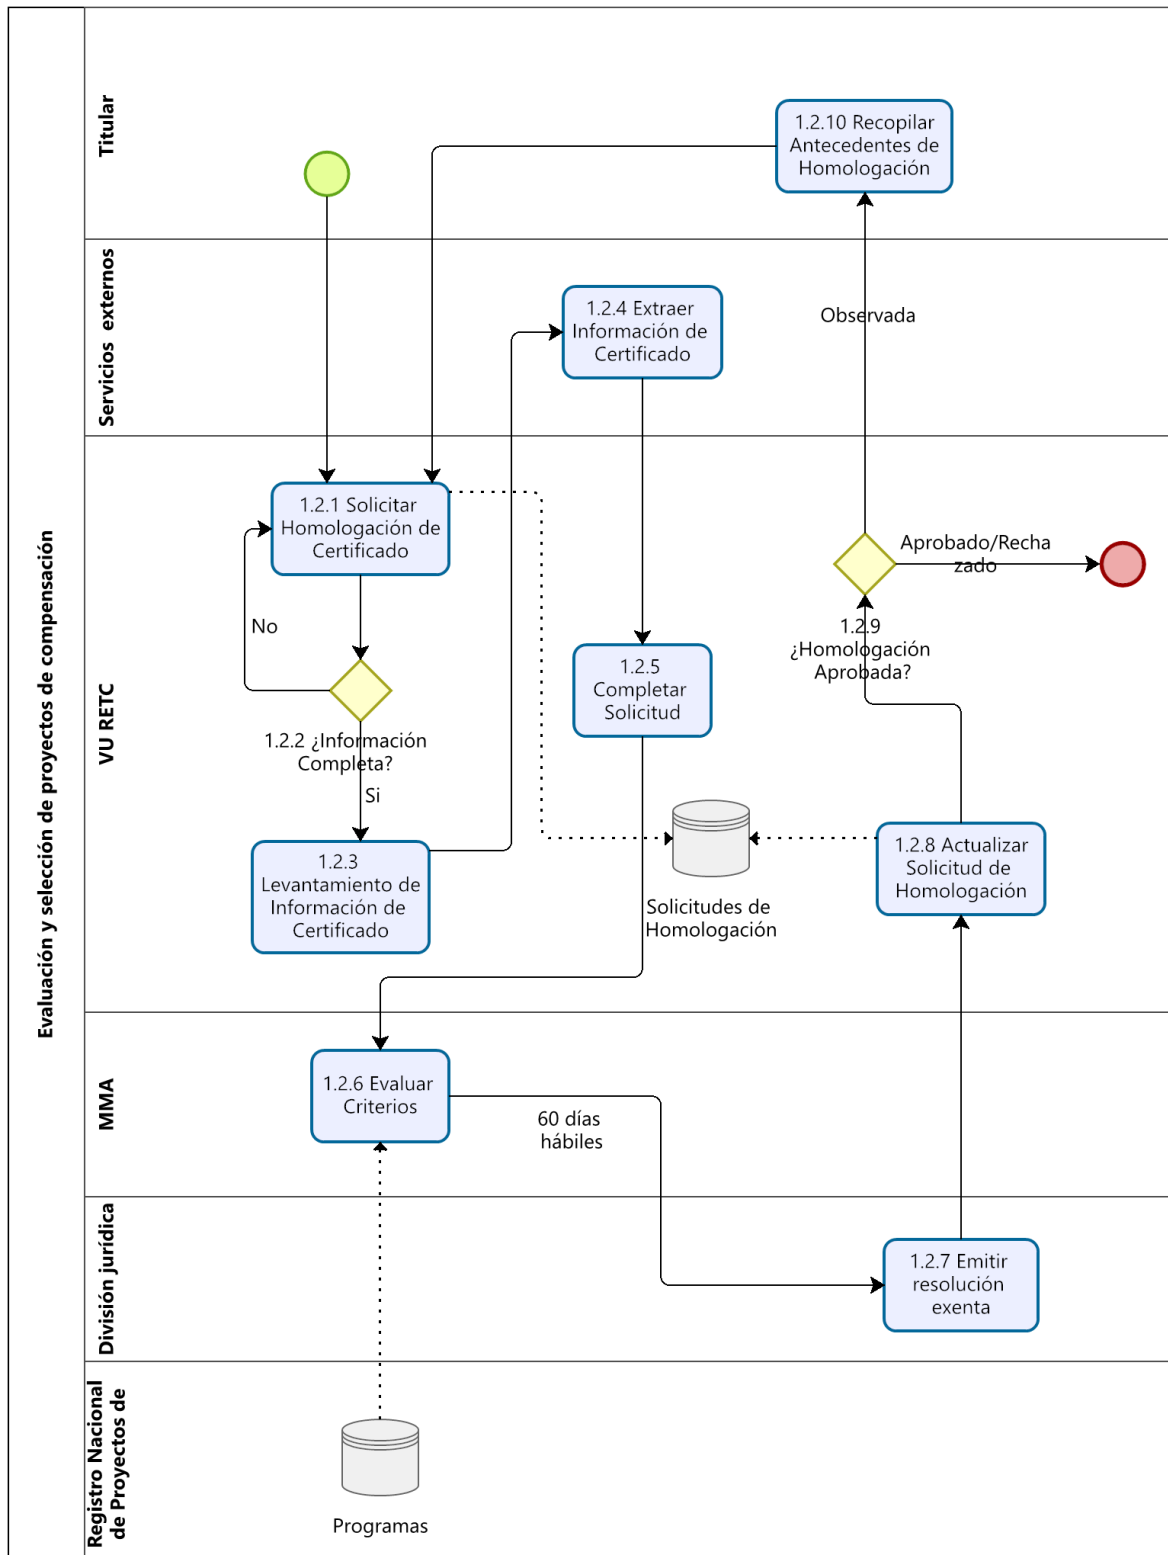 Evaluación y selección de proyectos de compensación
Titular
1.2.10 Recopilar
Antecedentes de
Homologación
Servicios externos
1.2.4 Extraer
Información de
Certificado
Observada
VU RETC
1.2.1 Solicitar
Homologación de
Certificado
No
1.2.2 ¿Información
Completa?
Si
1.2.3
Levantamiento de
Información de
Certificado
1.2.5
Completar
Solicitud
Solicitudes de
Homologación
Aprobado/Recha
zado
1.2.9
¿Homologación
Aprobada?
1.2.8 Actualizar
Solicitud de
Homologación
MMA
1.2.6 Evaluar
Criterios
60 días
hábiles
División jurídica
1.2.7 Emitir
resolución
exenta
Registro Nacional
de Proyectos de
Programas